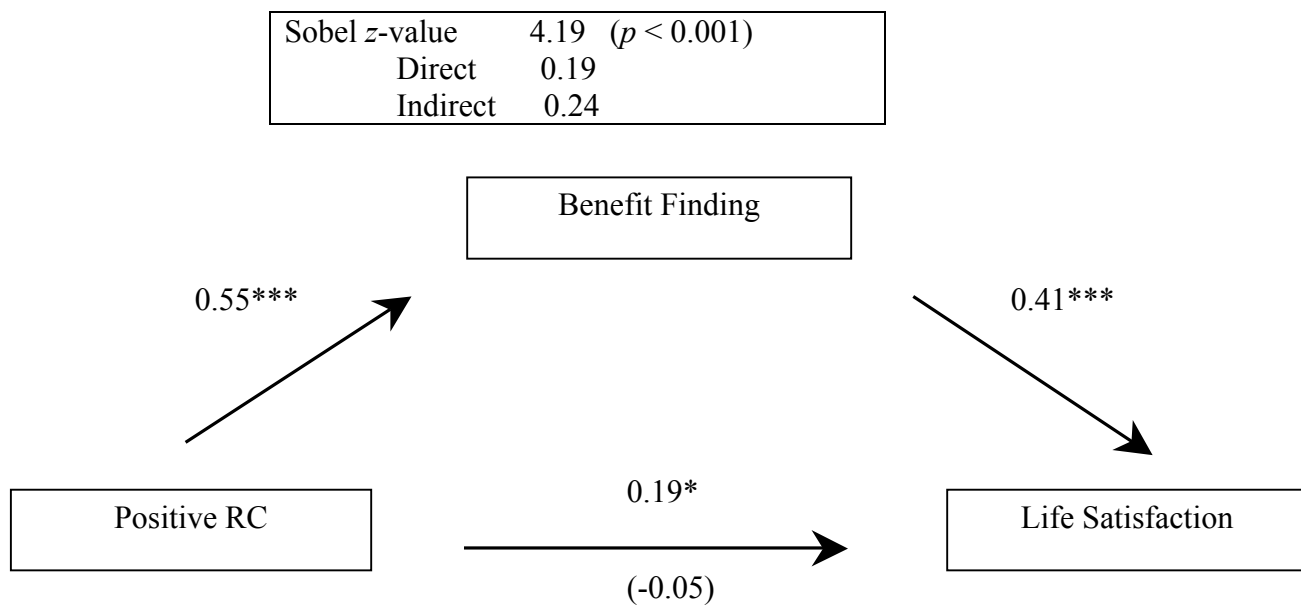 Sobel z-value 4.19 (p < 0.001)
Direct 0.19
Indirect 0.24
Benefit Finding
0.55***
0.41***
0.19*
Positive RC
Life Satisfaction
(-0.05)